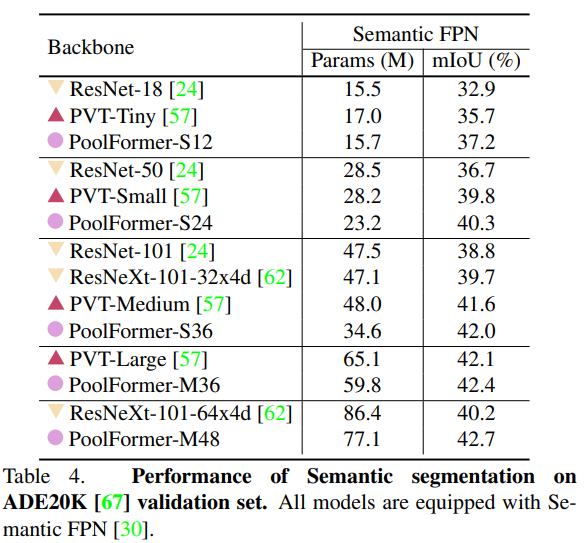 Backbone Semantic FPN
Params (M) mIoU (%)
ResNet-18 [24] 15.5 32.9
PVT-Tiny [57] 17.0 35.7
PoolFormer-S12 15.7 37.2
ResNet-50 [24] 28.5 36.7
PVT-Small [57] 28.2 39.8
PoolFormer-S24 23.2 40.3
ResNet-101 [24] 47.5 38.8
ResNeXt-101-32x4d [62] 47.1 39.7
PVT-Medium [57] 48.0 41.6
PoolFormer-S36 34.6 42.0
PVT-Large [57] 65.1 42.1
PoolFormer-M36 59.8 42.4
ResNeXt-101-64x4d [62] 86.4 40.2
PoolFormer-M48 77.1 42.7
Table 4. Performance of Semantic segmentation on
ADE20K [67] validation set. All models are equipped with Se-
mantic FPN [30].